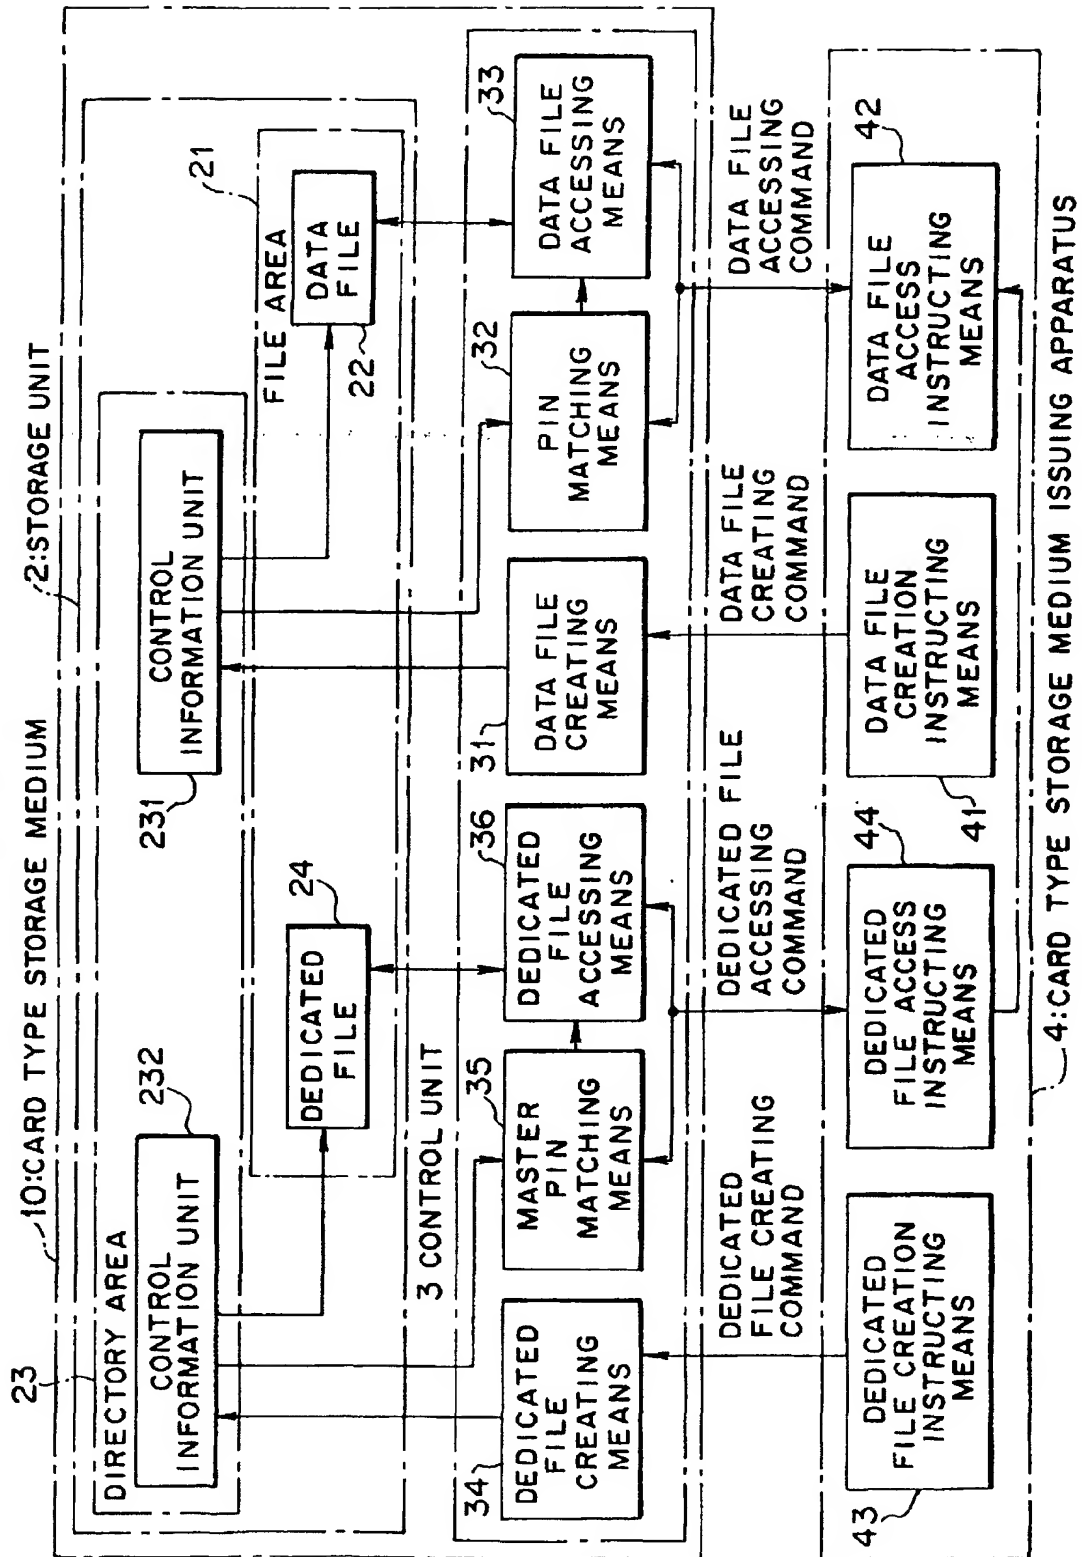 10:CARD TYPE STORAGE MEDIUM
2:STORAGE UNIT
23
DIRECTORY AREA
232
CONTROL
INFORMATION UNIT
231
CONTROL
INFORMATION UNIT
24
DEDICATED
FILE
FILE AREA
21
22
DATA
FILE
3 CONTROL UNIT
34
DEDICATED
FILE
CREATING
MEANS
35
MASTER
PIN
MATCHING
MEANS
36
DEDICATED
FILE
ACCESSING
MEANS
31
DATA FILE
CREATING
MEANS
32
PIN
MATCHING
MEANS
33
DATA FILE
ACCESSING
MEANS
DEDICATED
FILE CREATING
COMMAND
DEDICATED FILE
ACCESSING
COMMAND
DATA FILE
CREATING
COMMAND
DATA FILE
ACCESSING
COMMAND
43
DEDICATED
FILE CREATION
INSTRUCTING
MEANS
44
DEDICATED
FILE ACCESS
INSTRUCTING
MEANS
41
DATA FILE
CREATION
INSTRUCTING
MEANS
42
DATA FILE
ACCESS
INSTRUCTING
MEANS
4:CARD TYPE STORAGE MEDIUM ISSUING APPARATUS